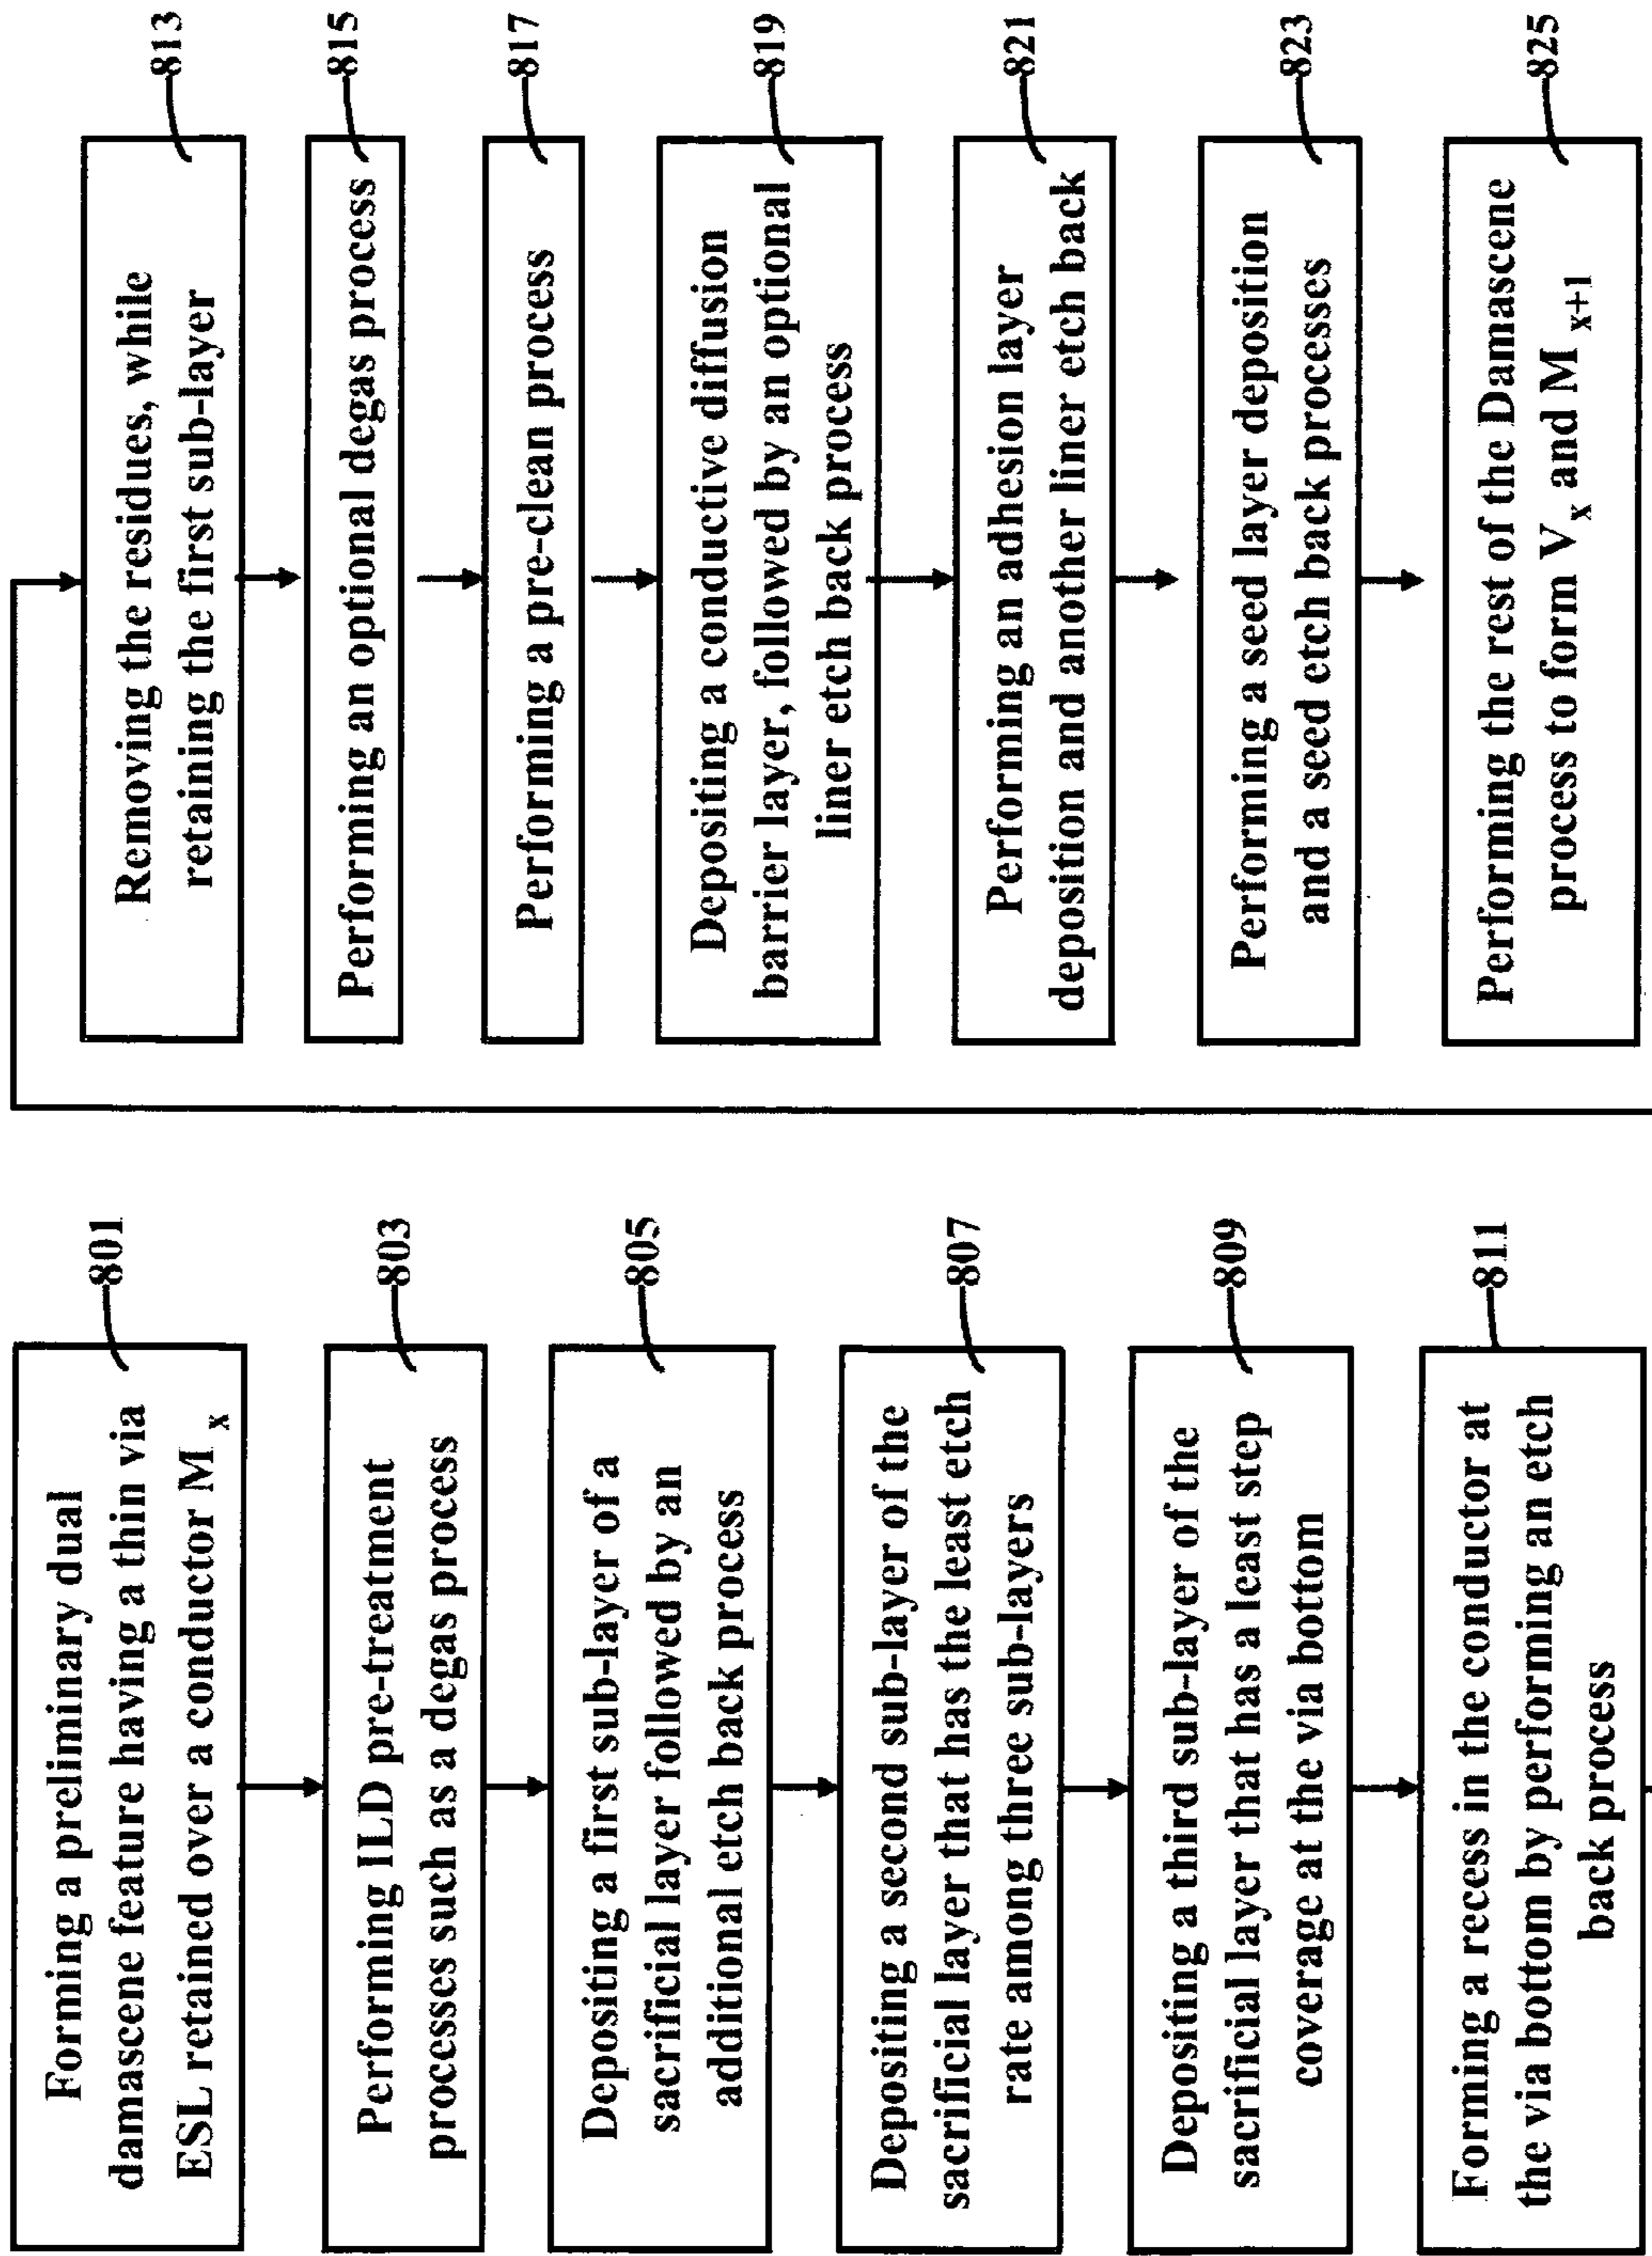 Forming a preliminary dual
damascene feature having a thin via
ESL retained over a conductor M x
801
Performing ILD pre-treatment
processes such as a degas process
803
Depositing a first sub-layer of a
sacrificial layer followed by an
additional etch back process
805
Depositing a second sub-layer of the
sacrificial layer that has the least etch
rate among three sub-layers
807
Depositing a third sub-layer of the
sacrificial layer that has a least step
coverage at the via bottom
809
Forming a recess in the conductor at
the via bottom by performing an etch
back process
811
Removing the residues, while
retaining the first sub-layer
813
Performing an optional degas process
815
Performing a pre-clean process
817
Depositing a conductive diffusion
barrier layer, followed by an optional
liner etch back process
819
Performing an adhesion layer
deposition and another liner etch back
821
Performing a seed layer deposition
and a seed etch back processes
823
Performing the rest of the Damascene
process to form V x and M x+1
825